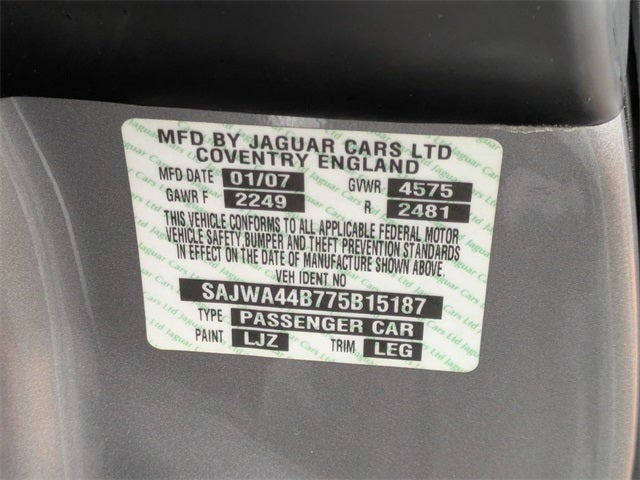 MFD BY JAGUAR CARS LTD
COVENTRY ENGLAND
MFD DATE 01/07 GVWR 4575
GAWR F 2249 R 2481
THIS VEHICLE CONFORMS TO ALL APPLICABLE FEDERAL MOTOR
VEHICLE SAFETY,BUMPER AND THEFT PREVENTION STANDARDS
IN EFFECT ON THE DATE OF MANUFACTURE SHOWN ABOVE.
VEH IDENT NO
SAJWA44B775B15187
TYPE PASSENGER CAR
PAINT LJZ TRIM LEG